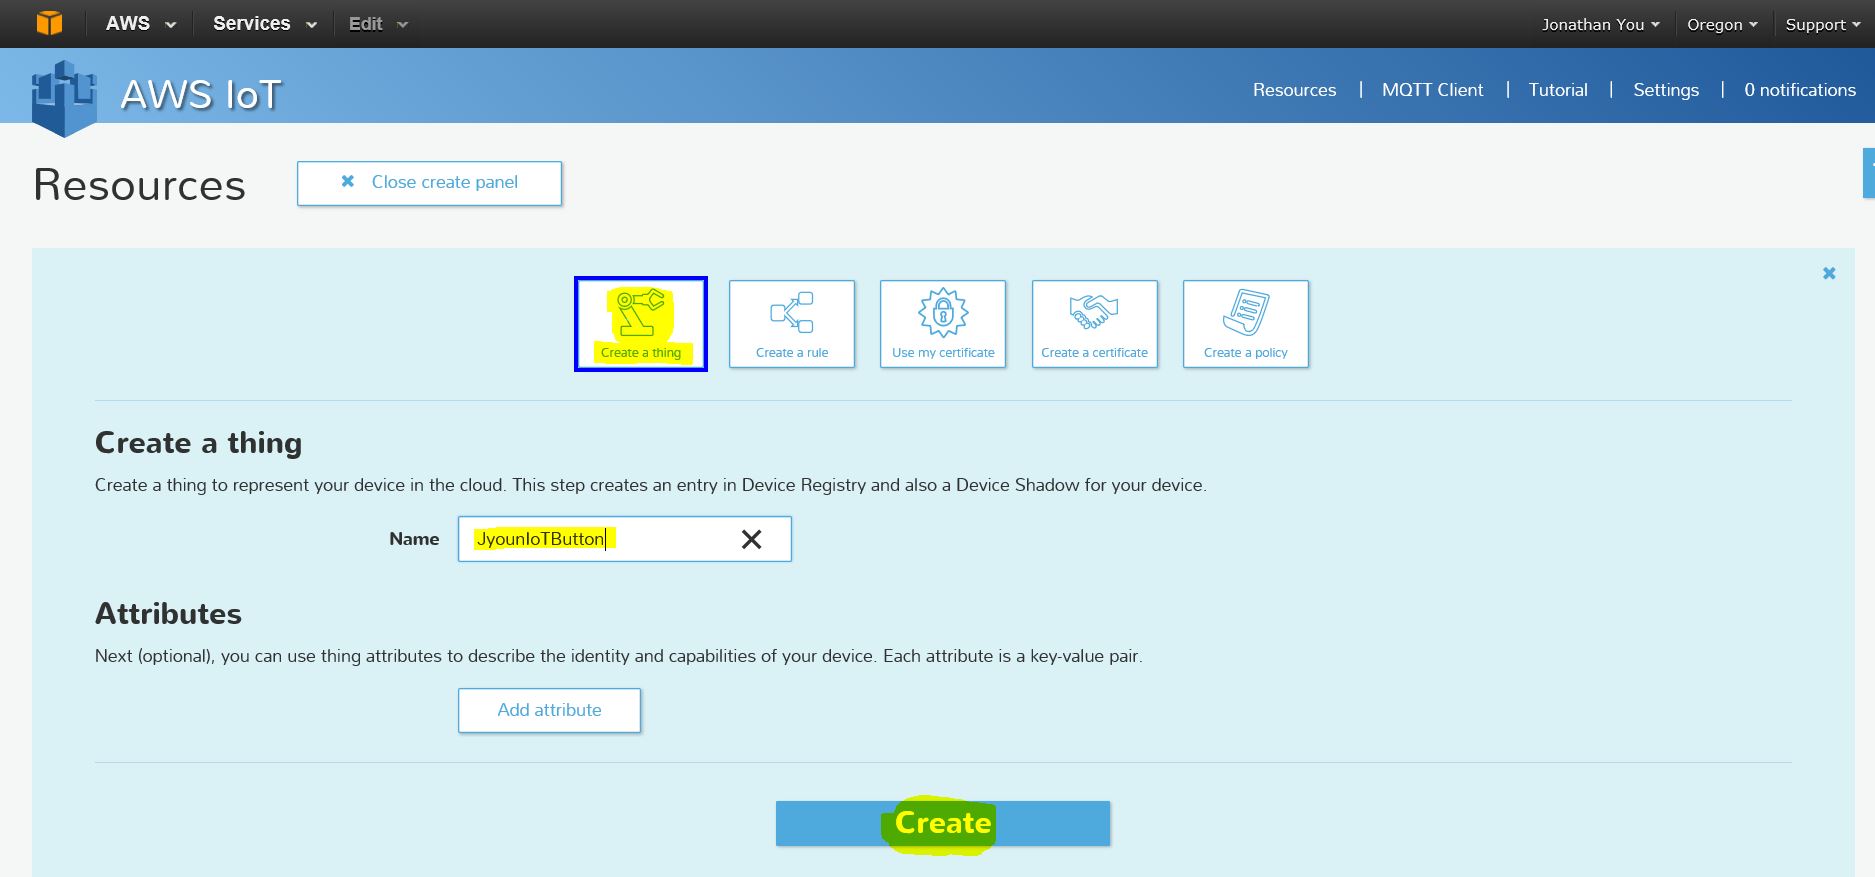 AWS Services Edit Jonathan You Oregon Support
AWS IoT Resources | MQTT Client | Tutorial | Settings | 0 notifications
Resources Close create panel
Create a thing Create a rule Use my certificate Create a certificate Create a policy
Create a thing
Create a thing to represent your device in the cloud. This step creates an entry in Device Registry and also a Device Shadow for your device.
Name JyounIoTButton
Attributes
Next (optional), you can use thing attributes to describe the identity and capabilities of your device. Each attribute is a key-value pair.
Add attribute
Create